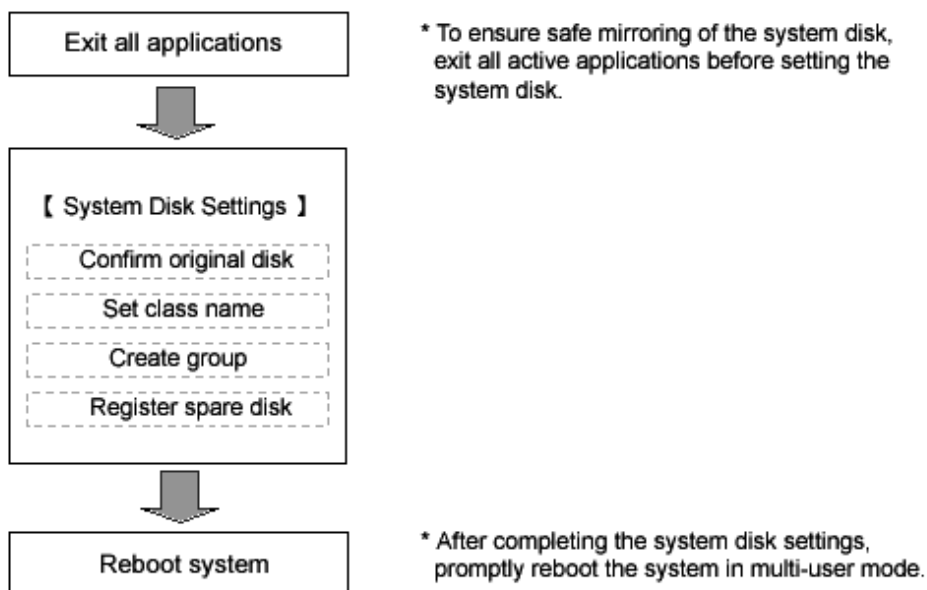 Exit all applications
* To ensure safe mirroring of the system disk,
exit all active applications before setting the
system disk.
【 System Disk Settings 】
Confirm original disk
Set class name
Create group
Register spare disk
Reboot system
* After completing the system disk settings,
promptly reboot the system in multi-user mode.